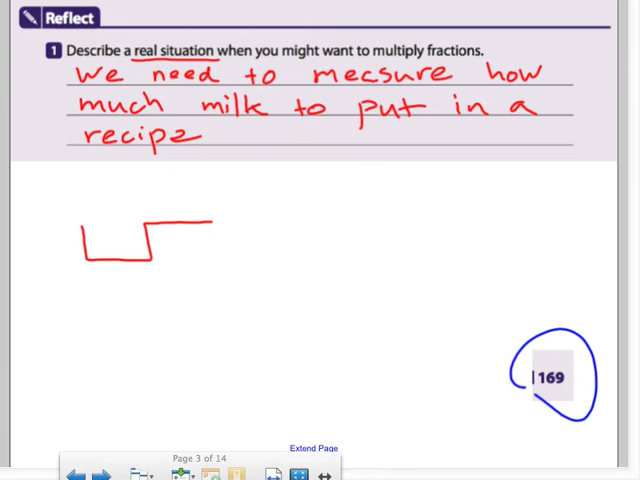 Reflect
1 Describe a real situation when you might want to multiply fractions.
We need to measure how
much milk to put in a
recipe
169
Extend Page
Page 3 of 14